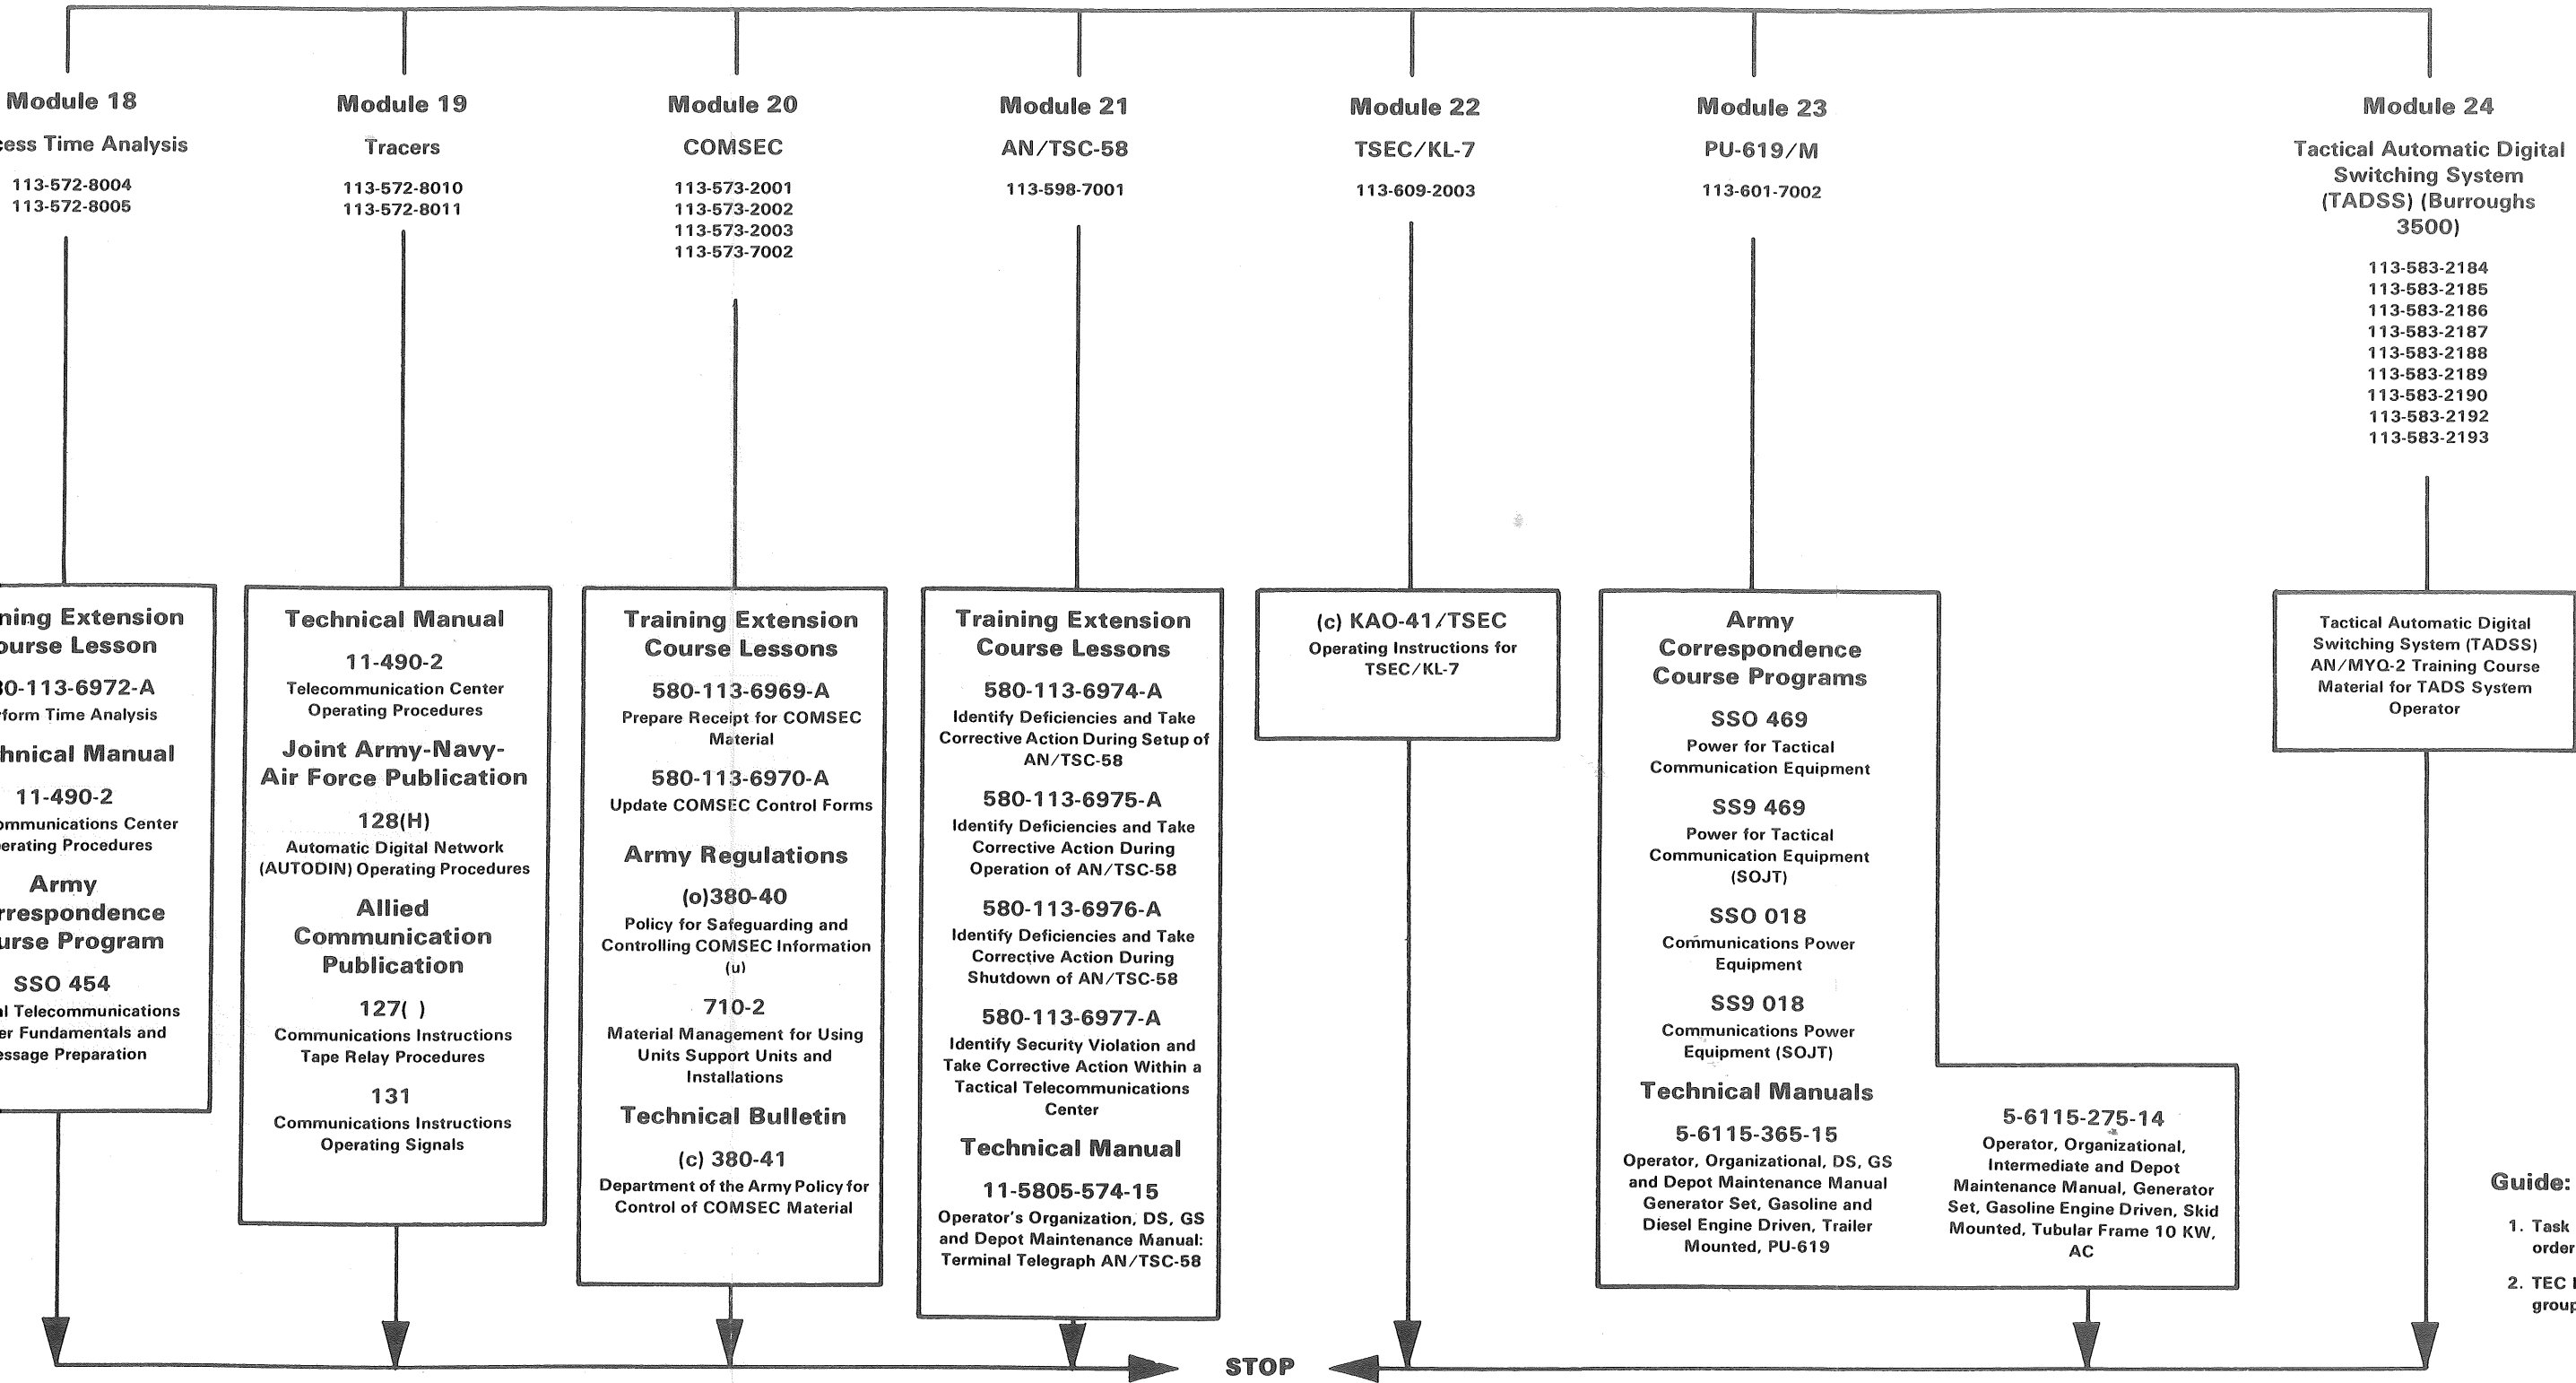 Module 18
ess Time Analysis
113-572-8004
113-572-8005
ning Extension
ourse Lesson
0-113-6972-A
form Time Analysis
hnical Manual
11-490-2
ommunications Center
erating Procedures
Army
rrespondence
urse Program
SSO 454
l Telecommunications
er Fundamentals and
essage Preparation
Module 19
Tracers
113-572-8010
113-572-8011
Technical Manual
11-490-2
Telecommunication Center
Operating Procedures
Joint Army-Navy-
Air Force Publication
128(H)
Automatic Digital Network
(AUTODIN) Operating Procedures
Allied
Communication
Publication
127( )
Communications Instructions
Tape Relay Procedures
131
Communications Instructions
Operating Signals
Module 20
COMSEC
113-573-2001
113-573-2002
113-573-2003
113-573-7002
Training Extension
Course Lessons
580-113-6969-A
Prepare Receipt for COMSEC
Material
580-113-6970-A
Update COMSEC Control Forms
Army Regulations
(o)380-40
Policy for Safeguarding and
Controlling COMSEC Information
(u)
710-2
Material Management for Using
Units Support Units and
Installations
Technical Bulletin
(c) 380-41
Department of the Army Policy for
Control of COMSEC Material
Module 21
AN/TSC-58
113-598-7001
Training Extension
Course Lessons
580-113-6974-A
Identify Deficiencies and Take
Corrective Action During Setup of
AN/TSC-58
580-113-6975-A
Identify Deficiencies and Take
Corrective Action During
Operation of AN/TSC-58
580-113-6976-A
Identify Deficiencies and Take
Corrective Action During
Shutdown of AN/TSC-58
580-113-6977-A
Identify Security Violation and
Take Corrective Action Within a
Tactical Telecommunications
Center
Technical Manual
11-5805-574-15
Operator's Organization, DS, GS
and Depot Maintenance Manual:
Terminal Telegraph AN/TSC-58
Module 22
TSEC/KL-7
113-609-2003
(c) KAO-41/TSEC
Operating Instructions for
TSEC/KL-7
Module 23
PU-619/M
113-601-7002
Army
Correspondence
Course Programs
SSO 469
Power for Tactical
Communication Equipment
SS9 469
Power for Tactical
Communication Equipment
(SOJT)
SSO 018
Communications Power
Equipment
SS9 018
Communications Power
Equipment (SOJT)
Technical Manuals
5-6115-365-15
Operator, Organizational, DS, GS
and Depot Maintenance Manual
Generator Set, Gasoline and
Diesel Engine Driven, Trailer
Mounted, PU-619
5-6115-275-14
Operator, Organizational,
Intermediate and Depot
Maintenance Manual, Generator
Set, Gasoline Engine Driven, Skid
Mounted, Tubular Frame 10 KW,
AC
Module 24
Tactical Automatic Digital
Switching System
(TADSS) (Burroughs
3500)
113-583-2184
113-583-2185
113-583-2186
113-583-2187
113-583-2188
113-583-2189
113-583-2190
113-583-2192
113-583-2193
Tactical Automatic Digital
Switching System (TADSS)
AN/MYQ-2 Training Course
Material for TADS System
Operator
Guide:
1. Task
order
2. TEC
group
STOP